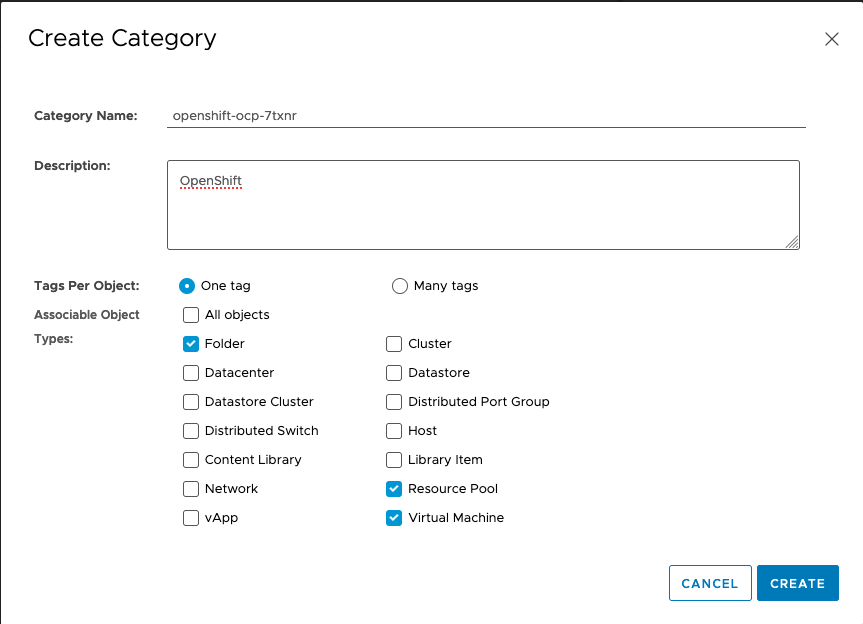 Create Category
Category Name: openshift-ocp-7txnr
Description:
OpenShift
Tags Per Object: One tag Many tags
Associable Object All objects
Types:
Folder Cluster
Datacenter Datastore
Datastore Cluster Distributed Port Group
Distributed Switch Host
Content Library Library Item
Network Resource Pool
vApp Virtual Machine
CANCEL CREATE